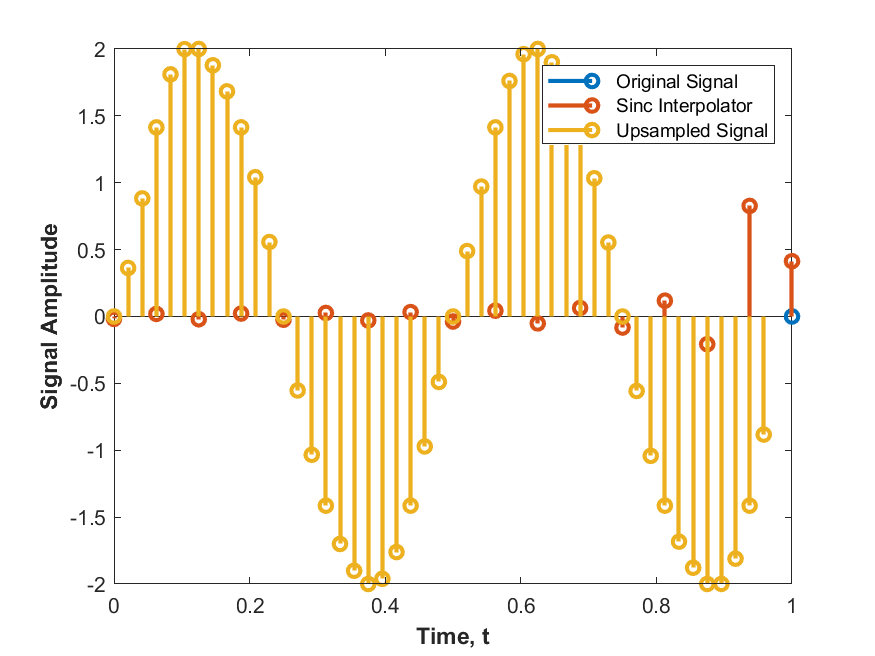 2
1.5
1
0.5
0
-0.5
-1
-1.5
-2
Signal Amplitude
Original Signal
Sinc Interpolator
Upsampled Signal
0 0.2 0.4 0.6 0.8 1
Time, t